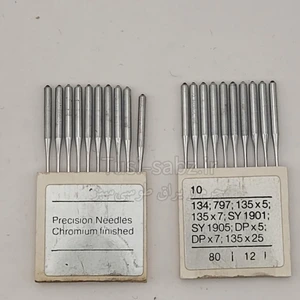 Precision Needles
Chromium finished
10
134; 797; 135 x 5;
135 x 7; SY 1901;
SY 1905; DP x 5;
DP x 7; 135 x 25
80 | 12 |